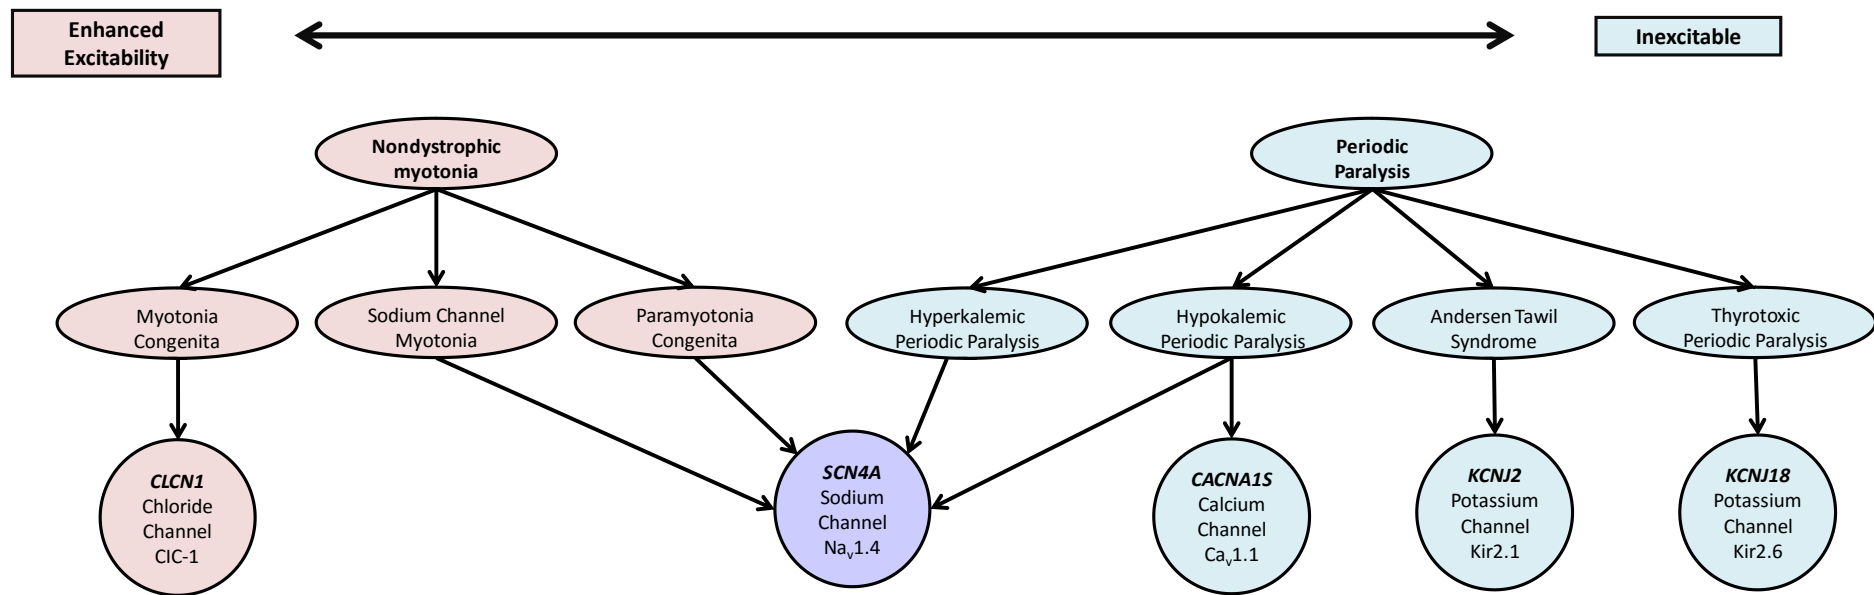 Enhanced
Excitability
Inexcitable
Nondystrophic
myotonia
Periodic
Paralysis
Myotonia
Congenita
Sodium Channel
Myotonia
Paramyotonia
Congenita
Hyperkalemic
Periodic Paralysis
Hypokalemic
Periodic Paralysis
Andersen Tawil
Syndrome
Thyrotoxic
Periodic Paralysis
CLCN1
Chloride
Channel
CIC-1
SCN4A
Sodium
Channel
Nav1.4
CACNA1S
Calcium
Channel
Cav1.1
KCNJ2
Potassium
Channel
Kir2.1
KCNJ18
Potassium
Channel
Kir2.6